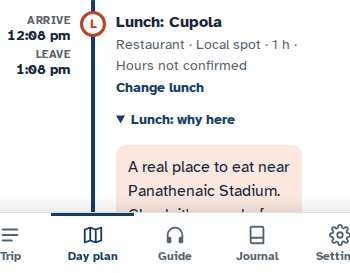 ARRIVE
12:08 pm
LEAVE
1:08 pm
L
Lunch: Cupola
Restaurant · Local spot · 1 h ·
Hours not confirmed
Change lunch
▼ Lunch: why here
A real place to eat near
Panathenaic Stadium.
Trip
Day plan
Guide
Journal